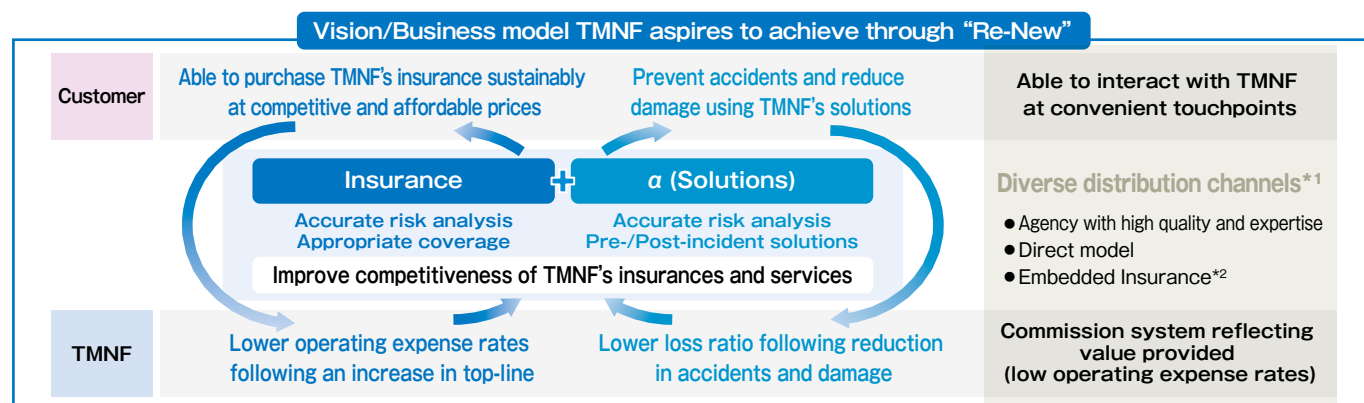 Vision/Business model TMNF aspires to achieve through “Re-New”
Customer
Able to purchase TMNF’s insurance sustainably
at competitive and affordable prices
Prevent accidents and reduce
damage using TMNF’s solutions
Able to interact with TMNF
at convenient touchpoints
Insurance
+
α (Solutions)
Accurate risk analysis
Appropriate coverage
Accurate risk analysis
Pre-/Post-incident solutions
Improve competitiveness of TMNF’s insurances and services
Diverse distribution channels*1
● Agency with high quality and expertise
● Direct model
● Embedded Insurance*2
TMNF
Lower operating expense rates
following an increase in top-line
Lower loss ratio following reduction
in accidents and damage
Commission system reflecting
value provided
(low operating expense rates)